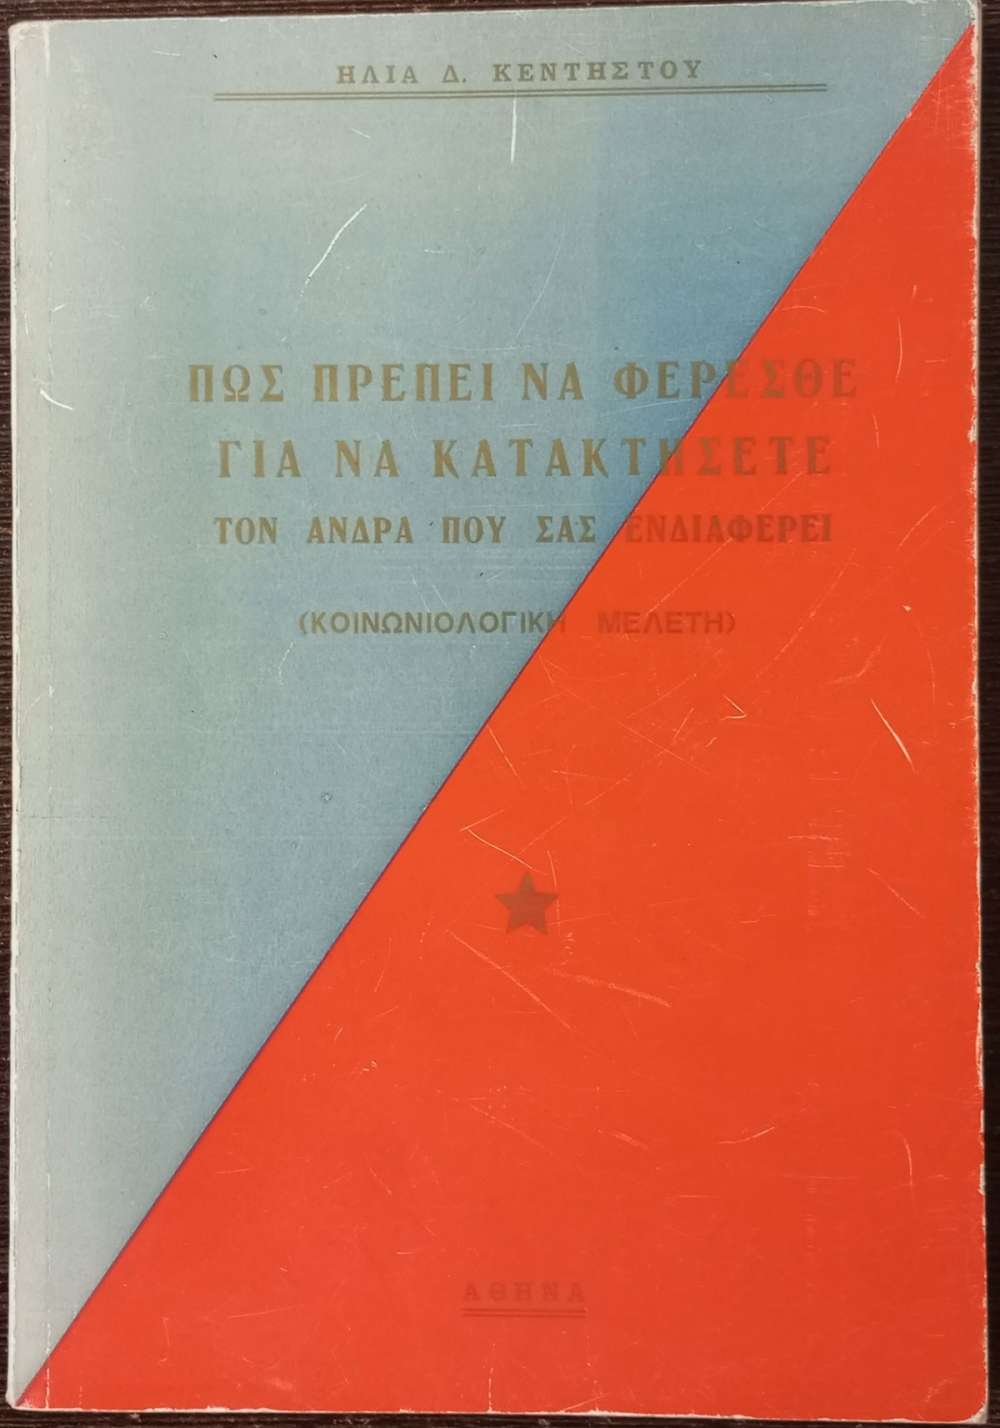 ΗΛΙΑ Δ. ΚΕΝΤΗΣΤΟΥ
ΠΩΣ ΠΡΕΠΕΙ ΝΑ ΦΕΡΕΣΘΕ
ΓΙΑ ΝΑ ΚΑΤΑΚΤΗΣΕΤΕ
ΤΟΝ ΑΝΔΡΑ ΠΟΥ ΣΑΣ ΕΝΔΙΑΦΕΡΕΙ
(ΚΟΙΝΩΝΙΟΛΟΓΙΚΗ ΜΕΛΕΤΗ)
ΑΘΗΝΑ